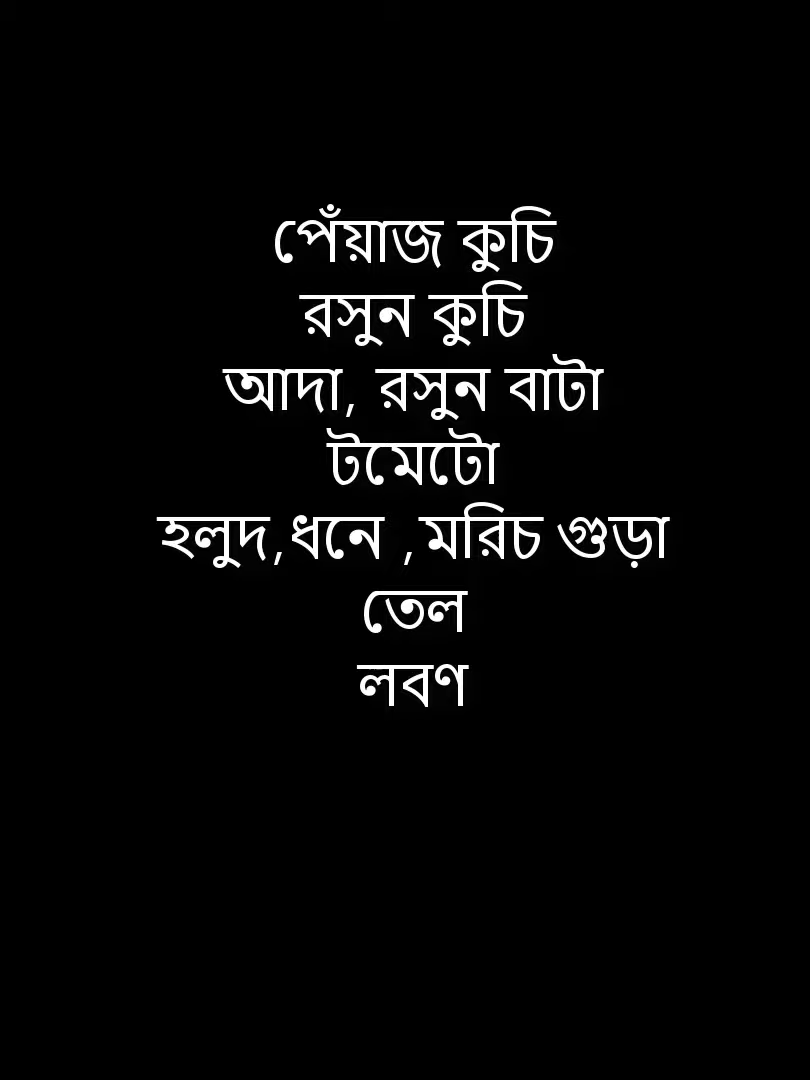 পেঁয়াজ কুচি
রসুন কুচি
আদা, রসুন বাটা
টমেটো
হলুদ,ধনে ,মরিচ গুড়া
তেল
লবণ